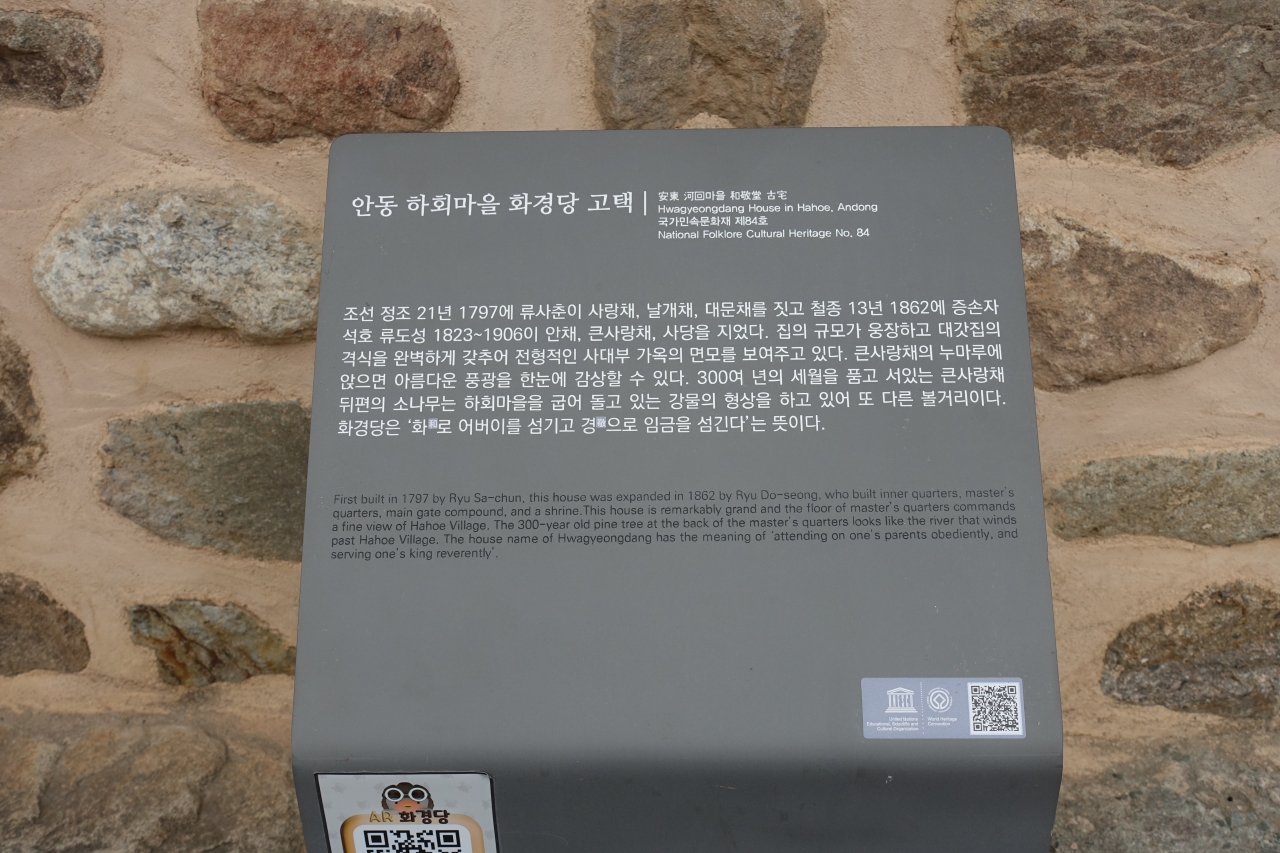 안동 하회마을 화경당 고택
安東 河回마을 和敬堂 古宅
Hwagyeongdang House in Hahoe, Andong
국가민속문화재 제84호
National Folklore Cultural Heritage No. 84
조선 정조 21년 1797에 류사춘이 사랑채, 날개채, 대문채를 짓고 철종 13년 1862에 증손자
석호 류도성 1823~1906이 안채, 큰사랑채, 사당을 지었다. 집의 규모가 웅장하고 대갓집의
격식을 완벽하게 갖추어 전형적인 사대부 가옥의 면모를 보여주고 있다. 큰사랑채의 누마루에
앉으면 아름다운 풍광을 한눈에 감상할 수 있다. 300여 년의 세월을 품고 서있는 큰사랑채
뒤편의 소나무는 하회마을을 굽어 돌고 있는 강물의 형상을 하고 있어 또 다른 볼거리이다.
화경당은 ‘화로 어버이를 섬기고 경으로 임금을 섬긴다’는 뜻이다.
First built in 1797 by Ryu Sa-chun, this house was expanded in 1862 by Ryu Do-seong, who built inner quarters, master's
quarters, main gate compound, and a shrine.This house is remarkably grand and the floor of master's quarters commands
a fine view of Hahoe Village. The 300-year old pine tree at the back of the master's quarters looks like the river that winds
past Hahoe Village. The house name of Hwagyeongdang has the meaning of 'attending on one's parents obediently, and
serving one's king reverently'.
United Nations
Educational, Scientific and
Cultural Organization
World Heritage
Convention
AR 화경당